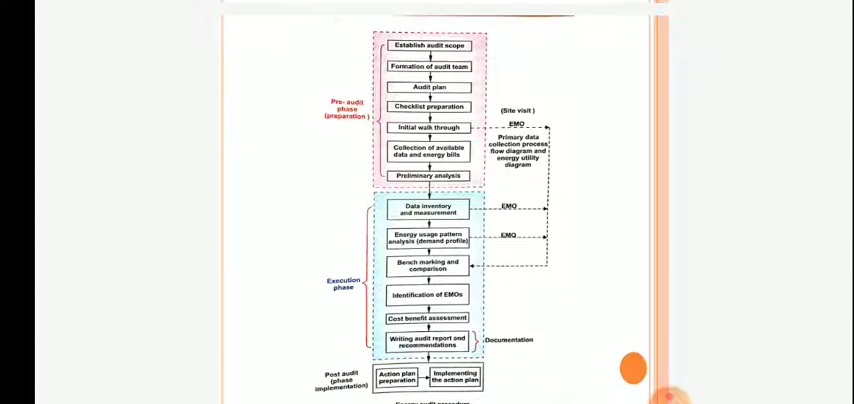 Establish audit scope
Formation of audit team
Audit plan
Checklist preparation
Pre- audit
phase
(preparation )
(Site visit )
Initial walk through
EMO
Primary data
collection process
flow diagram and
energy utility
diagram
Collection of available
data and energy bills
Preliminary analysis
Data inventory
and measurement
EMO
Energy usage pattern
analysis (demand profile)
EMO
Bench marking and
comparison
Execution
phase
Identification of EMOs
Cost benefit assessment
Writing audit report and
recommendations
Documentation
Post audit
(phase
implementation)
Action plan
preparation
Implementing
the action plan
Energy audit procedure